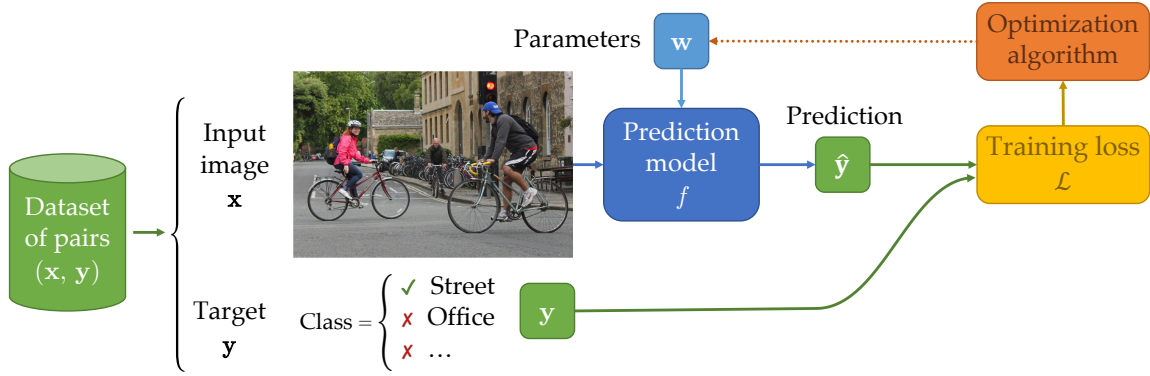 Dataset
of pairs
(x, y)
Input
image
x
Target
y
Class =
✓ Street
✗ Office
✗ ...
y
Parameters
w
Prediction
model
f
Prediction
ŷ
Optimization
algorithm
Training loss
ℒ